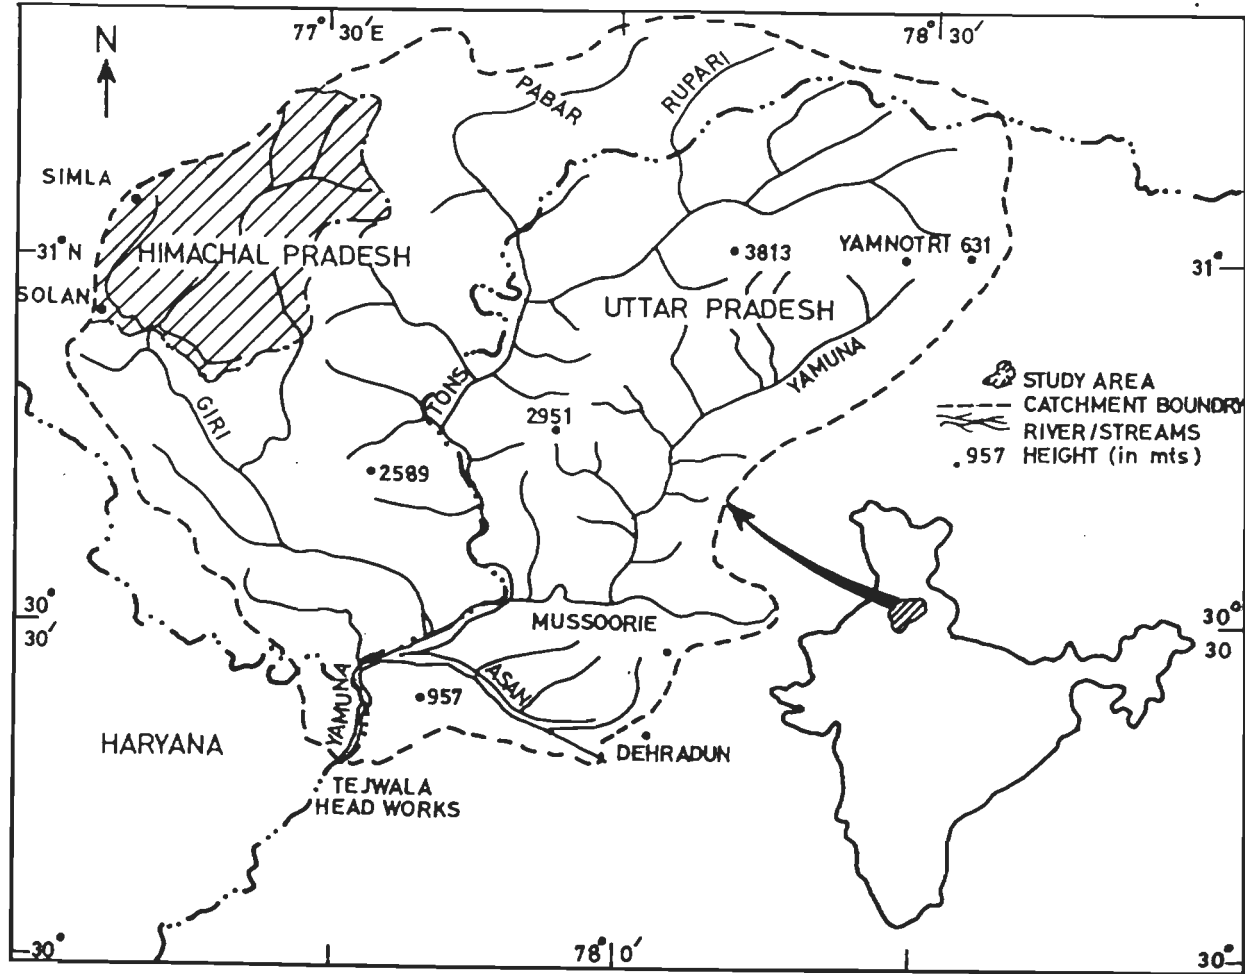 N
77°30'E
78°30'
PABAR
RUPARI
SIMLA
31°N
HIMACHAL PRADESH
3813
YAMNOTRI 631
31°
SOLAN
UTTAR PRADESH
YAMUNA
STUDY AREA
CATCHMENT BOUNDRY
RIVER/STREAMS
.957 HEIGHT (in mts)
TONS
GIRI
2951
2589
30°
30'
30°
30
MUSSOORIE
ASAN
YAMUNA
957
HARYANA
DEHRADUN
TEJWALA
HEAD WORKS
30°
78°0'
30°